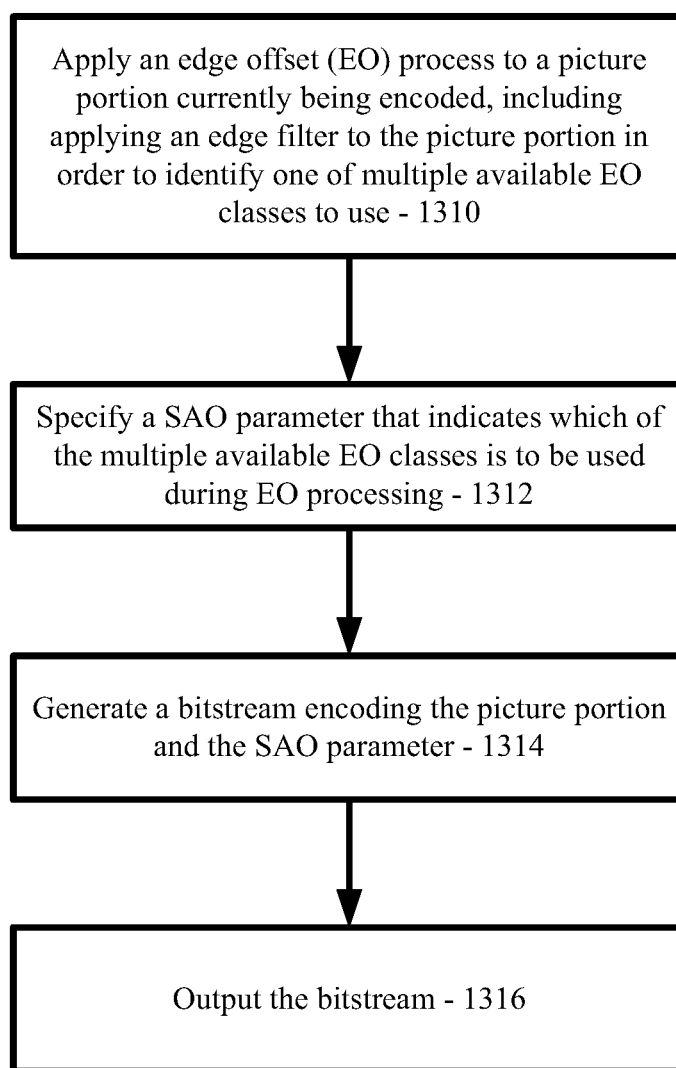 Apply an edge offset (EO) process to a picture
portion currently being encoded, including
applying an edge filter to the picture portion in
order to identify one of multiple available EO
classes to use - 1310
Specify a SAO parameter that indicates which of
the multiple available EO classes is to be used
during EO processing - 1312
Generate a bitstream encoding the picture portion
and the SAO parameter - 1314
Output the bitstream - 1316